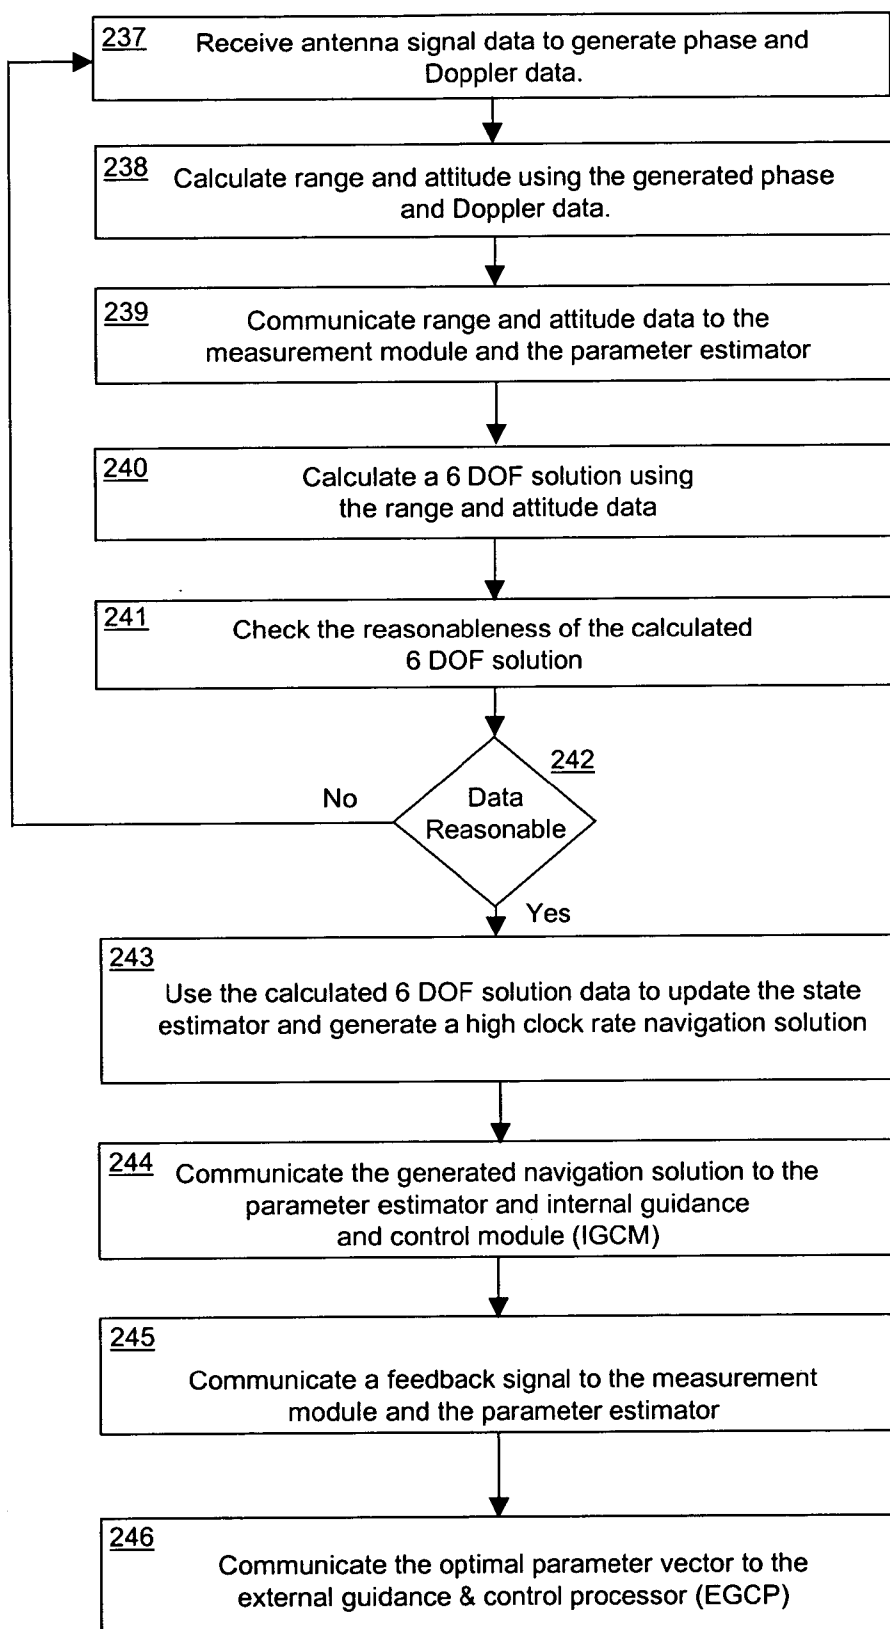 237
Receive antenna signal data to generate phase and
Doppler data.
238
Calculate range and attitude using the generated phase
and Doppler data.
239
Communicate range and attitude data to the
measurement module and the parameter estimator
240
Calculate a 6 DOF solution using
the range and attitude data
241
Check the reasonableness of the calculated
6 DOF solution
242
No
Data
Reasonable
Yes
243
Use the calculated 6 DOF solution data to update the state
estimator and generate a high clock rate navigation solution
244
Communicate the generated navigation solution to the
parameter estimator and internal guidance
and control module (IGCM)
245
Communicate a feedback signal to the measurement
module and the parameter estimator
246
Communicate the optimal parameter vector to the
external guidance & control processor (EGCP)